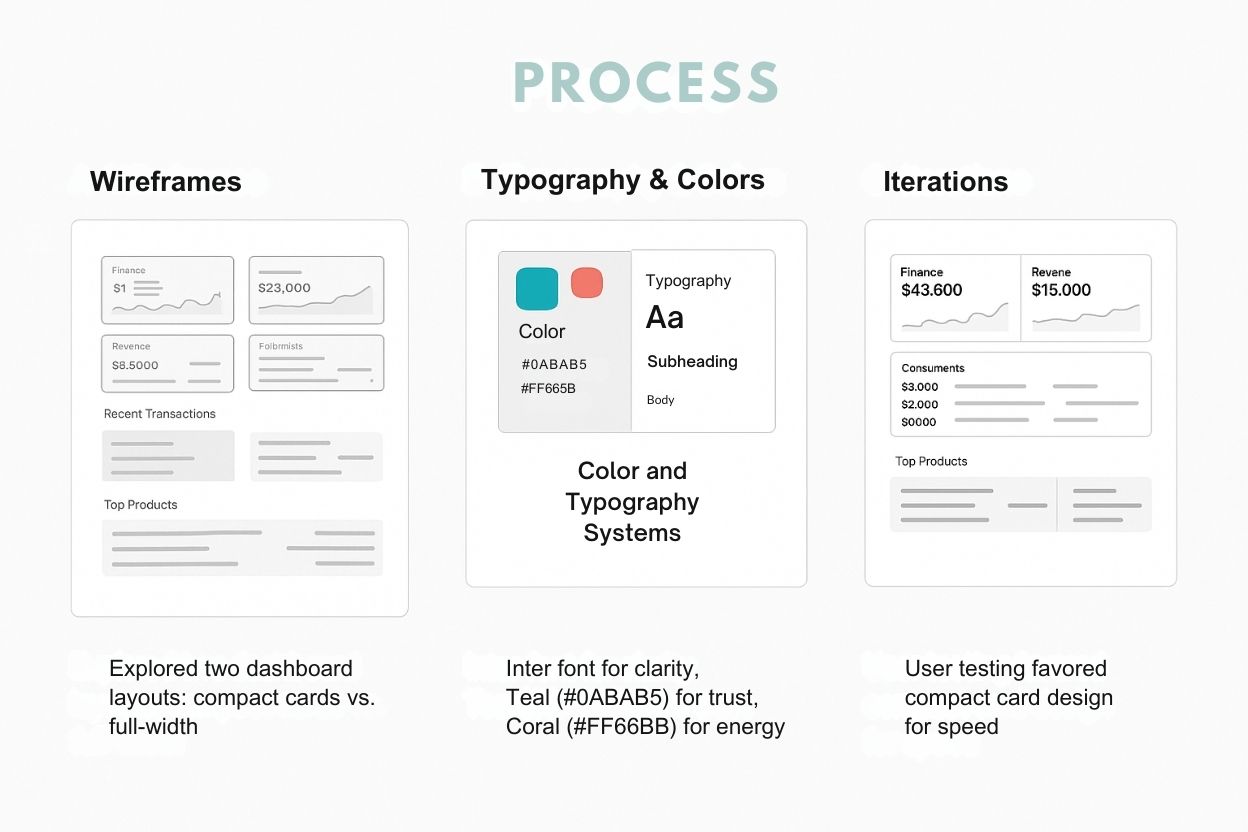 PROCESS
Wireframes
Finance
$1
$23,000
Revence
$8.5000
Folbrmists
Recent Transactions
Top Products
Explored two dashboard
layouts: compact cards vs.
full-width
Typography & Colors
Color
#0ABAB5
#FF665B
Typography
Aa
Subheading
Body
Color and
Typography
Systems
Inter font for clarity,
Teal (#0ABAB5) for trust,
Coral (#FF66BB) for energy
Iterations
Finance
$43.600
Revene
$15.000
Consuments
$3.000
$2.000
$0000
Top Products
User testing favored
compact card design
for speed